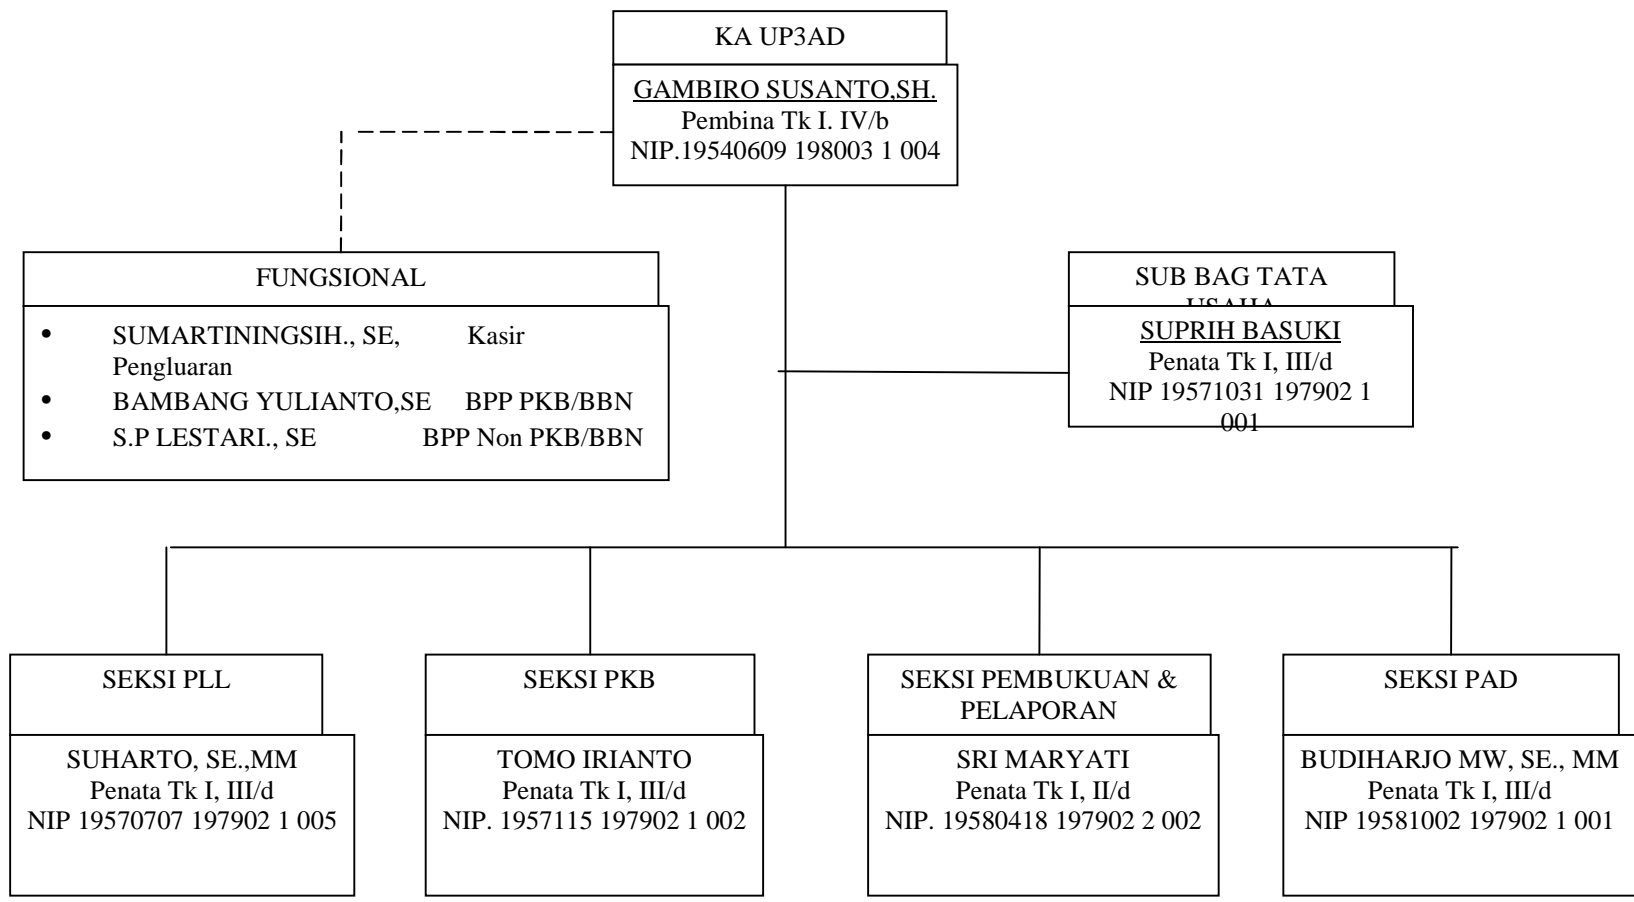 KA UP3AD
GAMBIRO SUSANTO,SH.
Pembina Tk I. IV/b
NIP.19540609 198003 1 004
FUNGSIONAL
• SUMARTININGSIH., SE, Kasir
Pengluaran
• BAMBANG YULIANTO,SE BPP PKB/BBN
• S.P LESTARI., SE BPP Non PKB/BBN
SUB BAG TATA
USAHA
SUPRIH BASUKI
Penata Tk I, III/d
NIP 19571031 197902 1
001
SEKSI PLL
SUHARTO, SE.,MM
Penata Tk I, III/d
NIP 19570707 197902 1 005
SEKSI PKB
TOMO IRIANTO
Penata Tk I, III/d
NIP. 1957115 197902 1 002
SEKSI PEMBUKUAN &
PELAPORAN
SRI MARYATI
Penata Tk I, II/d
NIP. 19580418 197902 2 002
SEKSI PAD
BUDIHARJO MW, SE., MM
Penata Tk I, III/d
NIP 19581002 197902 1 001